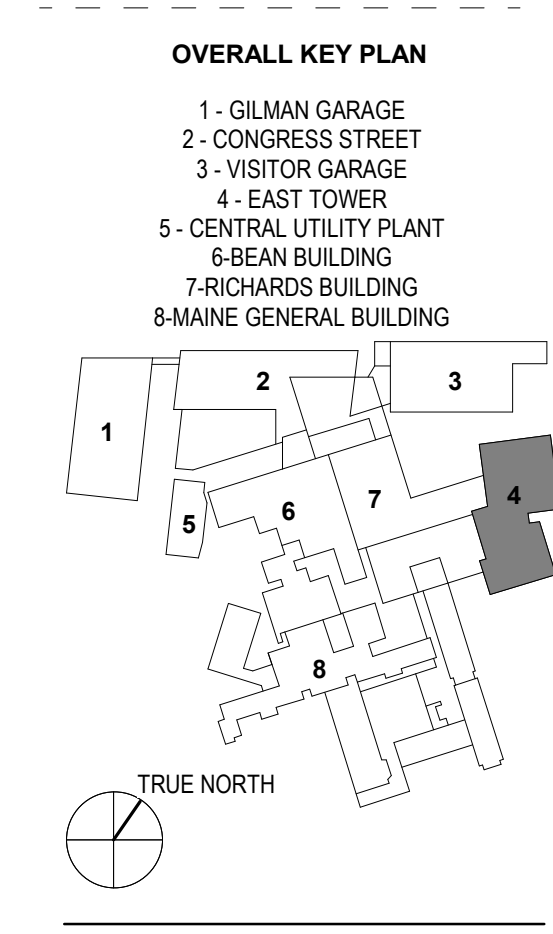 OVERALL KEY PLAN
1 - GILMAN GARAGE
2 - CONGRESS STREET
3 - VISITOR GARAGE
4 - EAST TOWER
5 - CENTRAL UTILITY PLANT
6-BEAN BUILDING
7-RICHARDS BUILDING
8-MAINE GENERAL BUILDING
2
3
1
4
7
6
5
8
TRUE NORTH